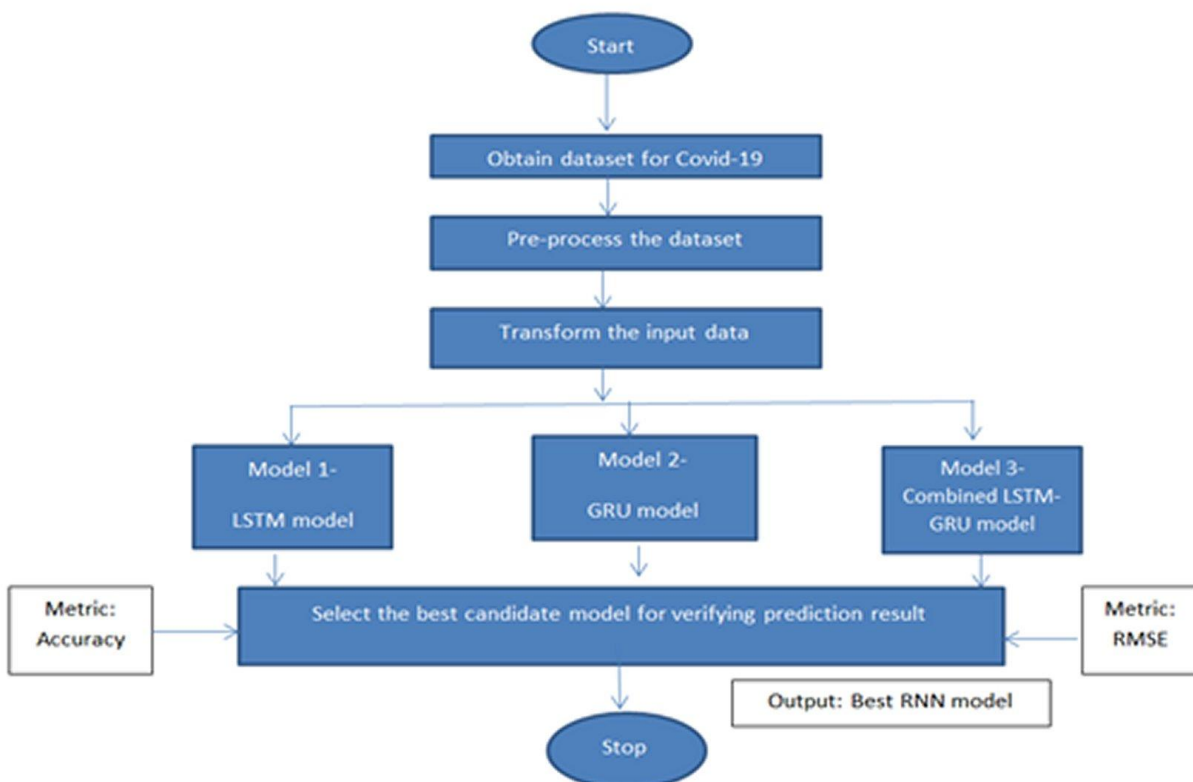 Start
Obtain dataset for Covid-19
Pre-process the dataset
Transform the input data
Model 1-
LSTM model
Model 2-
GRU model
Model 3-
Combined LSTM-
GRU model
Metric:
Accuracy
Select the best candidate model for verifying prediction result
Metric:
RMSE
Output: Best RNN model
Stop